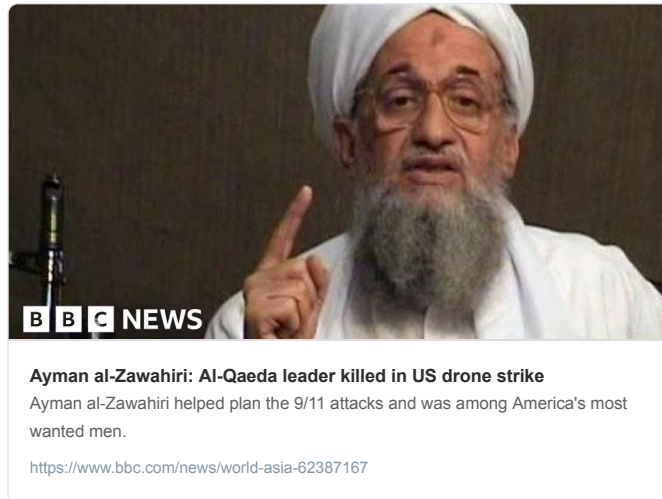 BBC NEWS
Ayman al-Zawahiri: Al-Qaeda leader killed in US drone strike
Ayman al-Zawahiri helped plan the 9/11 attacks and was among America's most
wanted men.
https://www.bbc.com/news/world-asia-62387167